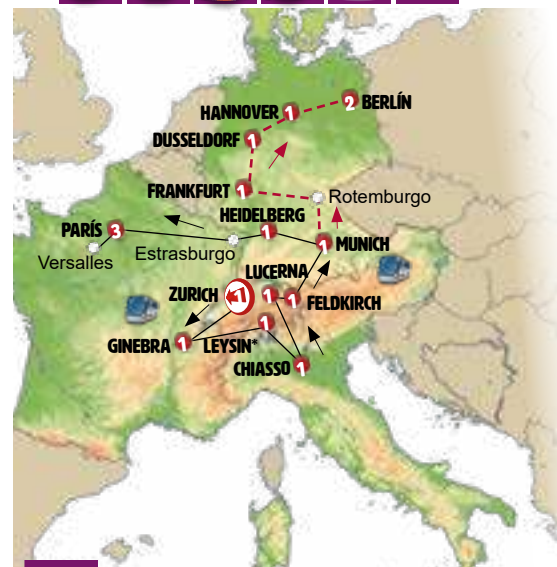 HANNOVER 1
2 BERLÍN
DUSSELDORF 1
FRANKFURT 1
Rotemburgo
HEIDELBERG
1
PARÍS 3
Estrasburgo
1 MUNICH
Versalles
LUCERNA
ZURICH 1
1 1 FELDKIRCH
GINEBRA 1
LEYSIN* 1
CHIASSO 1